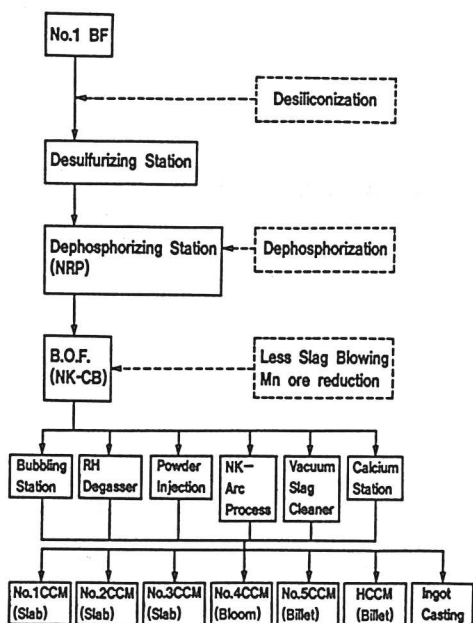 No.1 BF
Desiliconization
Desulfurizing Station
Dephosphorizing Station
(NRP)
Dephosphorization
B.O.F.
(NK-CB)
Less Slag Blowing
Mn ore reduction
Bubbling
Station
RH
Degasser
Powder
Injection
NK-
Arc
Process
Vacuum
Slag
Cleaner
Calcium
Station
No.1CCM
(Slab)
No.2CCM
(Slab)
No.3CCM
(Slab)
No.4CCM
(Bloom)
No.5CCM
(Billet)
HCCM
(Billet)
Ingot
Casting